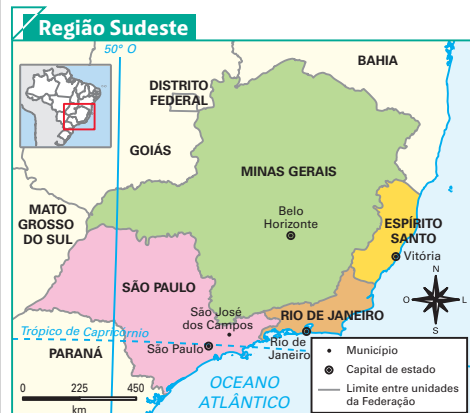 Região Sudeste
50° O
BAHIA
DISTRITO
FEDERAL
GOIÁS
MINAS GERAIS
MATO
GROSSO
DO SUL
Belo
Horizonte
ESPÍRITO
SANTO
Vitória
SÃO PAULO
São José
dos Campos
RIO DE JANEIRO
Trópico de Capricórnio
São Paulo
Rio de
Janeiro
PARANÁ
N
O
L
S
OCEANO
ATLÂNTICO
0 225 450
km
Município
Capital de estado
Limite entre unidades
da Federação